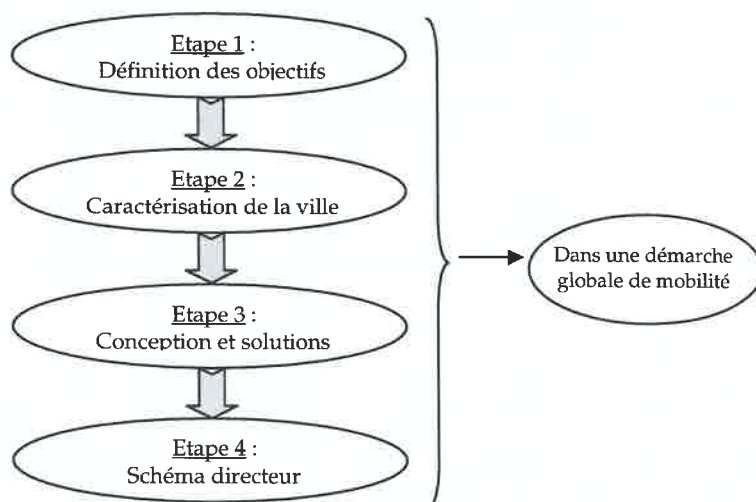 Etape 1 :
Définition des objectifs
Etape 2 :
Caractérisation de la ville
Etape 3 :
Conception et solutions
Etape 4 :
Schéma directeur
Dans une démarche
globale de mobilité